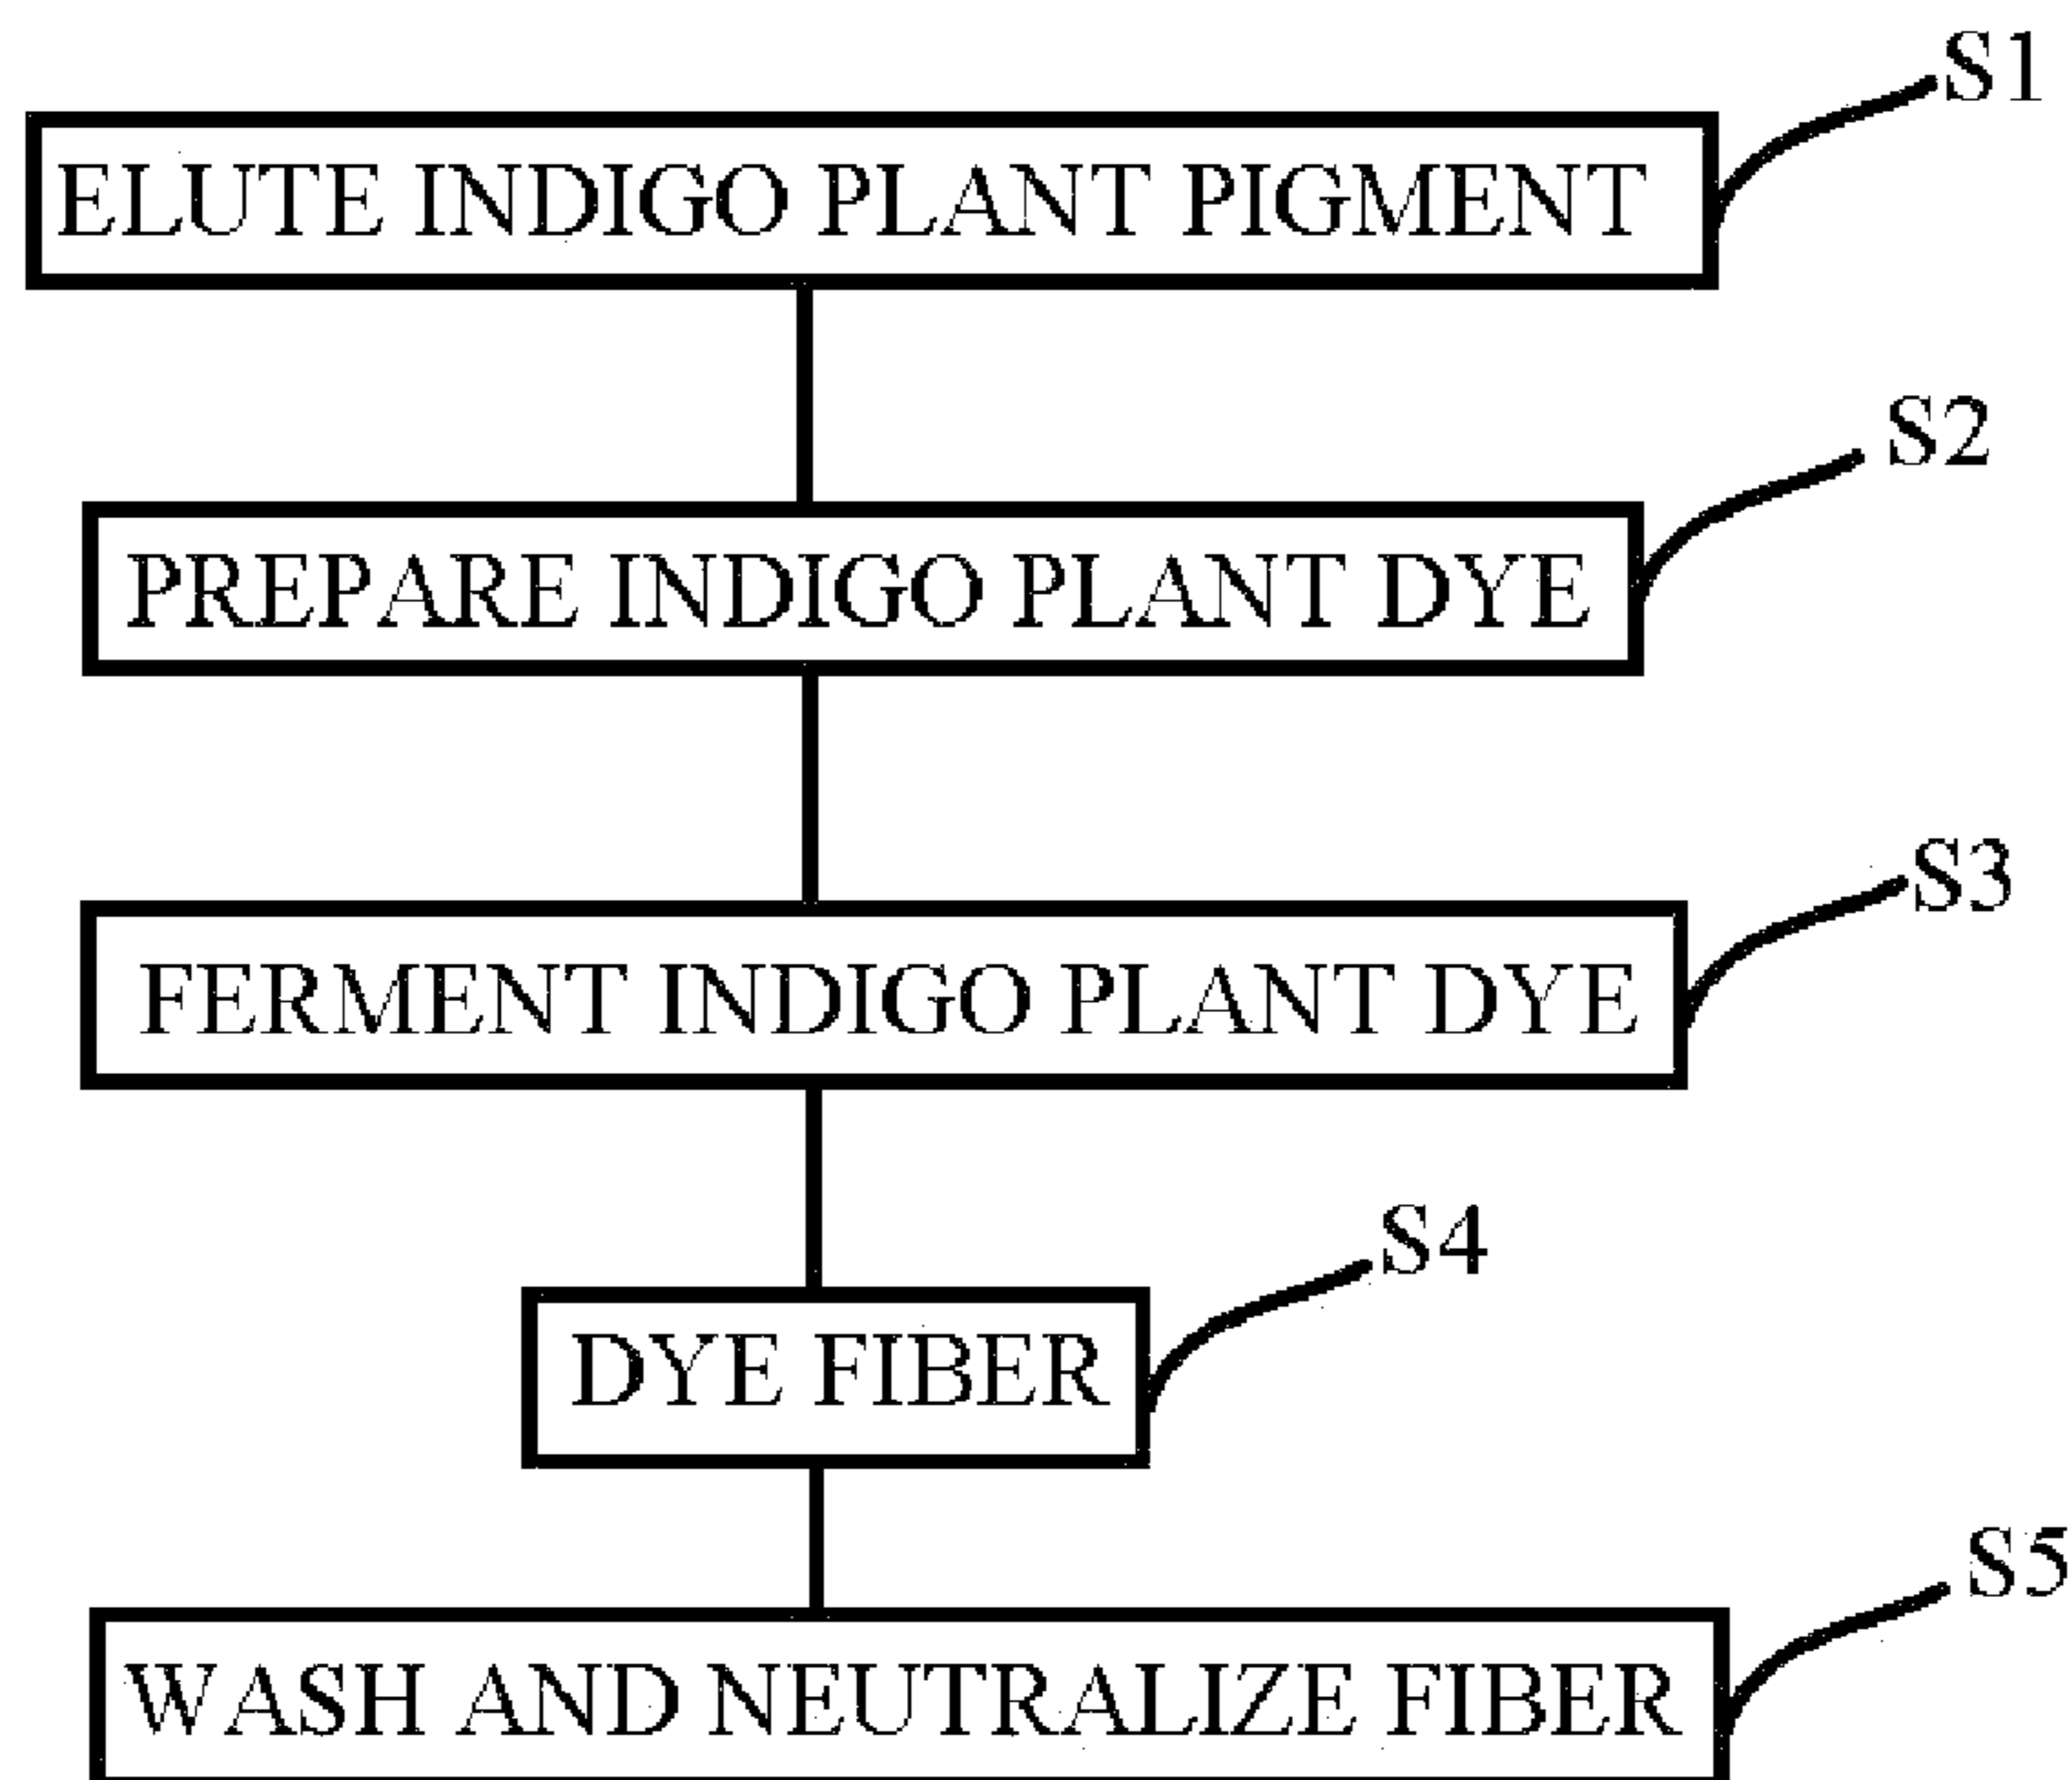 S1
ELUTE INDIGO PLANT PIGMENT
S2
PREPARE INDIGO PLANT DYE
S3
FERMENT INDIGO PLANT DYE
S4
DYE FIBER
S5
WASH AND NEUTRALIZE FIBER